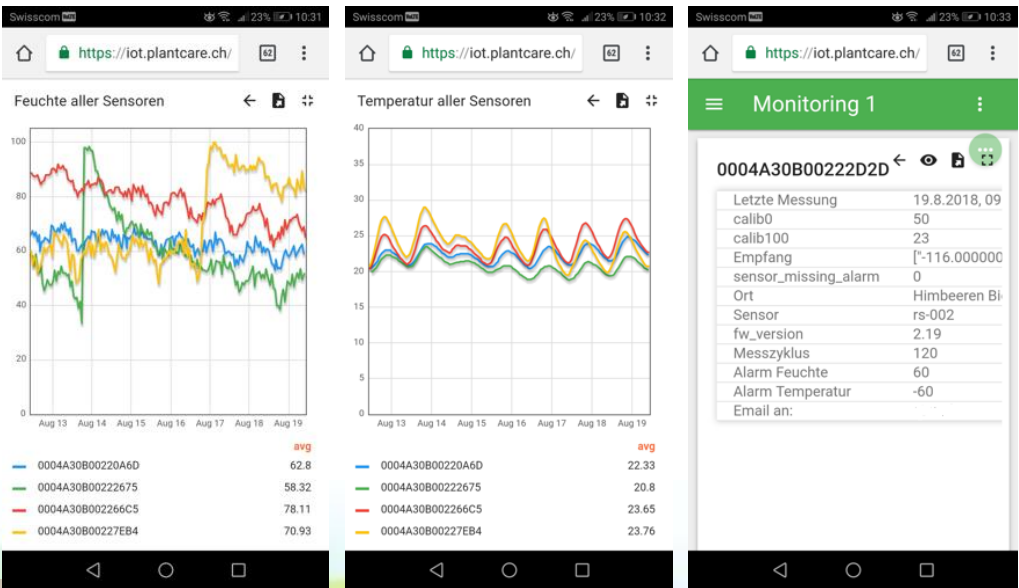 Swisscom
23%
10:31
https://iot.plantcare.ch/
62
Feuchte aller Sensoren
100
80
60
40
20
0
Aug 13 Aug 14 Aug 15 Aug 16 Aug 17 Aug 18 Aug 19
avg
0004A30B00220A6D 62.8
0004A30B00222675 58.32
0004A30B002266C5 78.11
0004A30B00227EB4 70.93
Swisscom
23%
10:32
https://iot.plantcare.ch/
62
Temperatur aller Sensoren
40
35
30
25
20
15
10
5
0
Aug 13 Aug 14 Aug 15 Aug 16 Aug 17 Aug 18 Aug 19
avg
0004A30B00220A6D 22.33
0004A30B00222675 20.8
0004A30B002266C5 23.65
0004A30B00227EB4 23.76
Swisscom
23%
10:33
https://iot.plantcare.ch/
62
Monitoring 1
0004A30B00222D2D
Letzte Messung 19.8.2018, 09
calib0 50
calib100 23
Empfang ["-116.000000
sensor_missing_alarm 0
Ort Himbeeren Bi
Sensor rs-002
fw_version 2.19
Messzyklus 120
Alarm Feuchte 60
Alarm Temperatur -60
Email an: